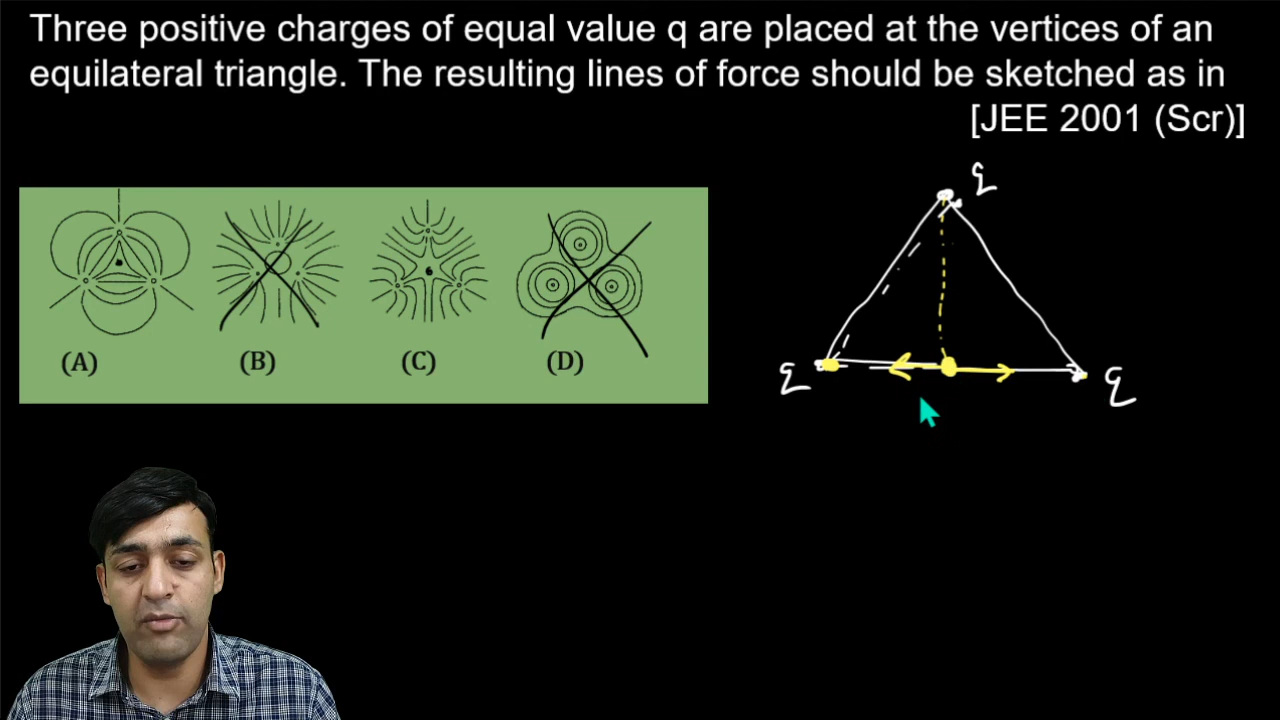 Three positive charges of equal value q are placed at the vertices of an
equilateral triangle. The resulting lines of force should be sketched as in
[JEE 2001 (Scr)]
q
q
q
(A)
(B)
(C)
(D)